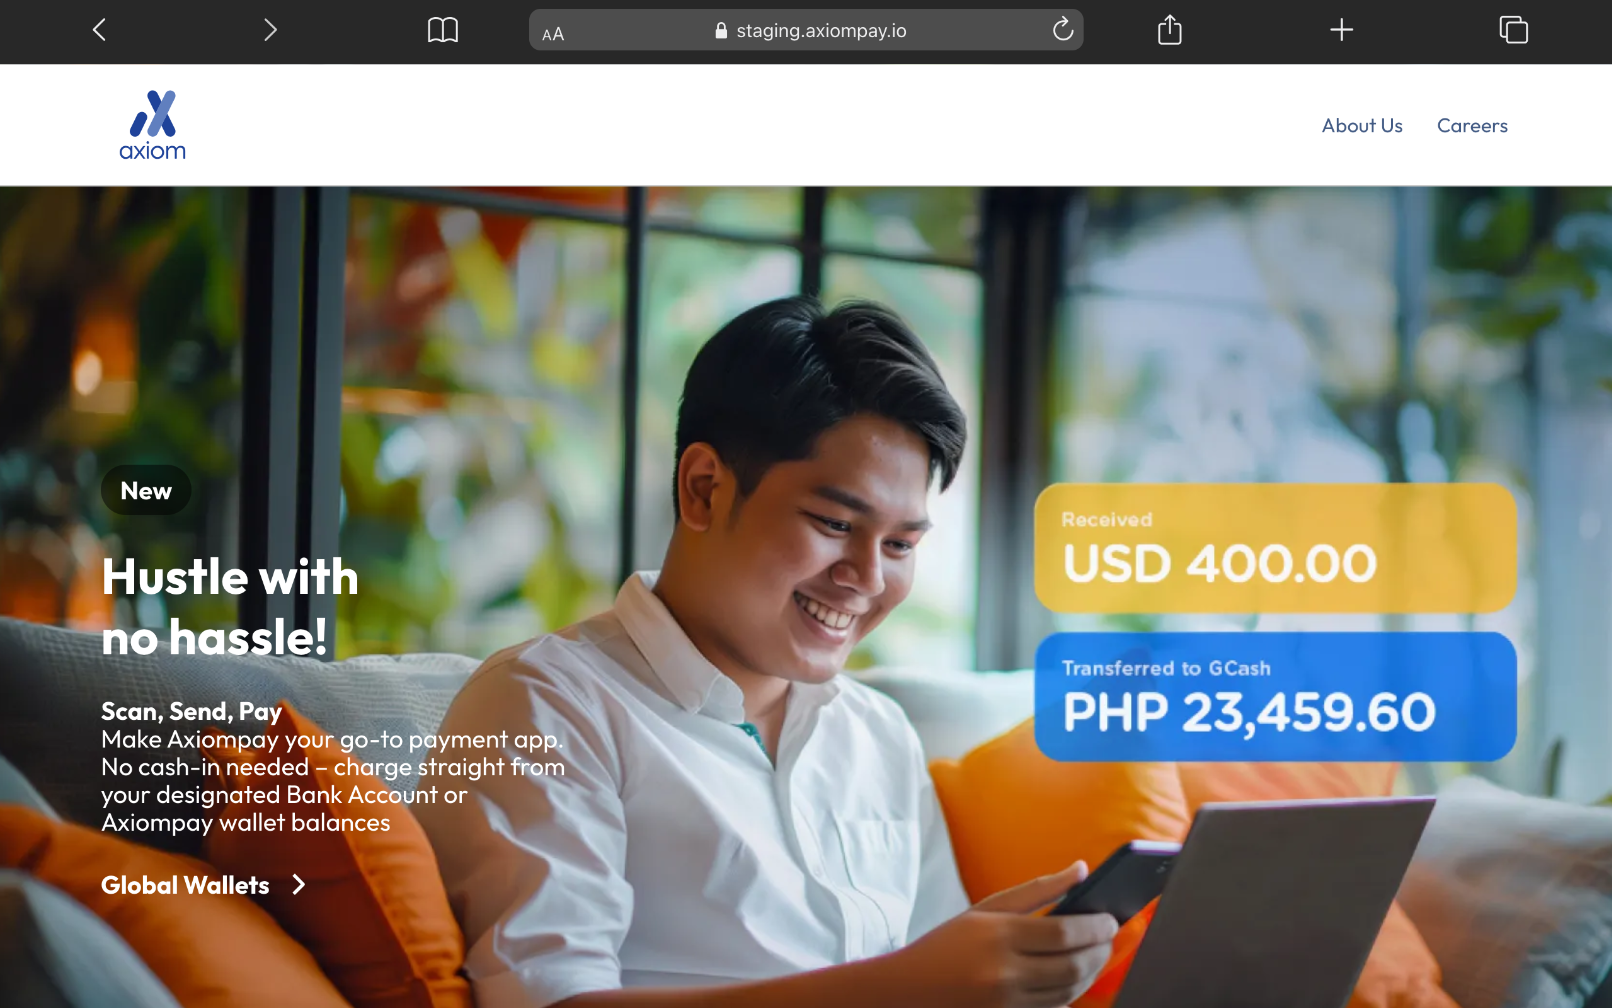 AA
staging.axiompay.io
axiom
About Us
Careers
New
Hustle with
no hassle!
Scan, Send, Pay
Make Axiompay your go-to payment app.
No cash-in needed – charge straight from
your designated Bank Account or
Axiompay wallet balances
Global Wallets
Received
USD 400.00
Transferred to GCash
PHP 23,459.60